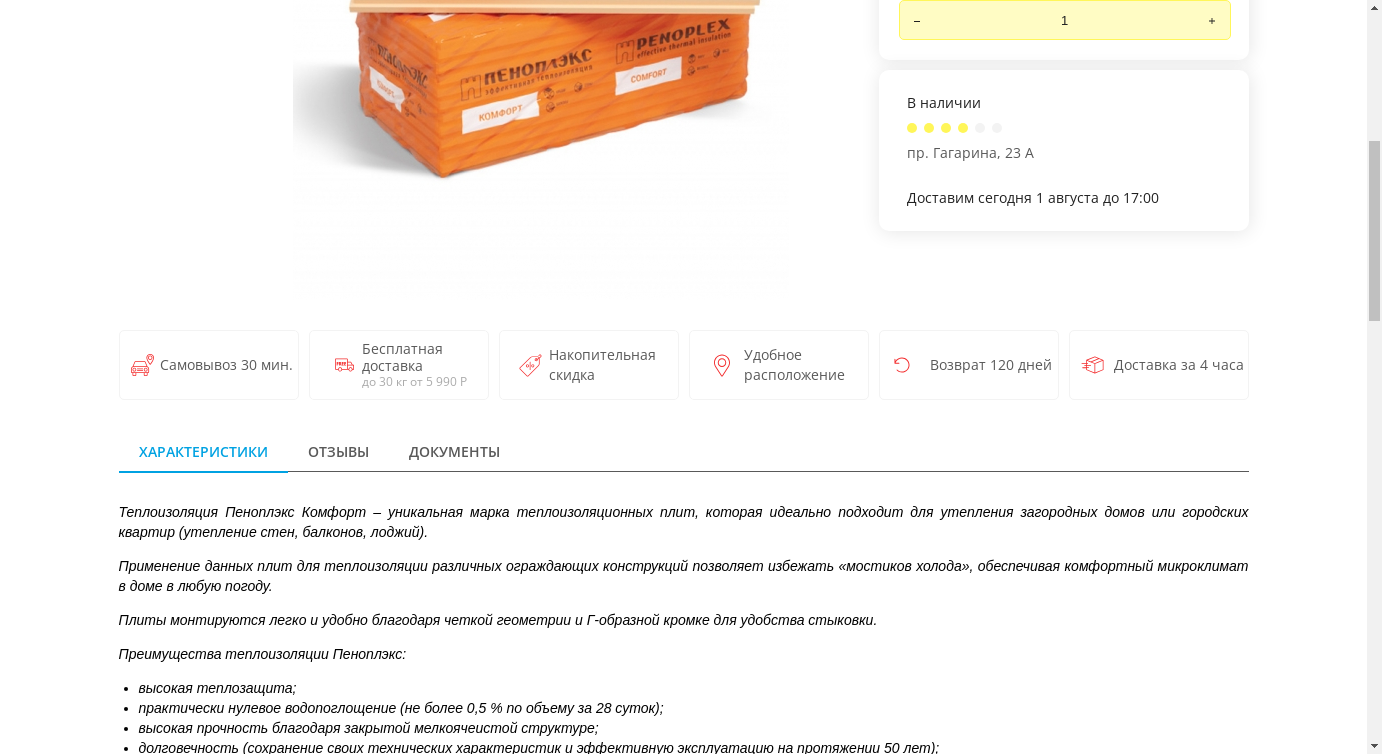 PENOPLEX
effective thermal insulation
ПЕНОПЛЭКС
эффективная теплоизоляция
COMFORT
КОМФОРТ
− 1 +
В наличии
пр. Гагарина, 23 А
Доставим сегодня 1 августа до 17:00
Самовывоз 30 мин.
Бесплатная
доставка
до 30 кг от 5 990 Р
Накопительная
скидка
Удобное
расположение
Возврат 120 дней
Доставка за 4 часа
ХАРАКТЕРИСТИКИ ОТЗЫВЫ ДОКУМЕНТЫ
Теплоизоляция Пеноплэкс Комфорт – уникальная марка теплоизоляционных плит, которая идеально подходит для утепления загородных домов или городских
квартир (утепление стен, балконов, лоджий).
Применение данных плит для теплоизоляции различных ограждающих конструкций позволяет избежать «мостиков холода», обеспечивая комфортный микроклимат
в доме в любую погоду.
Плиты монтируются легко и удобно благодаря четкой геометрии и Г-образной кромке для удобства стыковки.
Преимущества теплоизоляции Пеноплэкс:
• высокая теплозащита;
• практически нулевое водопоглощение (не более 0,5 % по объему за 28 суток);
• высокая прочность благодаря закрытой мелкоячеистой структуре;
• долговечность (сохранение своих технических характеристик и эффективную эксплуатацию на протяжении 50 лет);